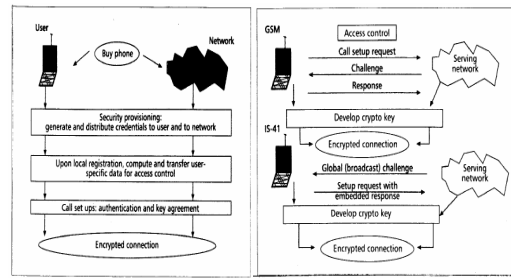 User
Buy phone
Network
Security provisioning:
generate and distribute credentials to user and to network
Upon local registration, compute and transfer user-
specific data for access control
Call set ups: authentication and key agreement
Encrypted connection
GSM
Access control
Call setup request
Challenge
Response
Serving
network
Develop crypto key
Encrypted connection
IS-41
Global (broadcast) challenge
Setup request with
embedded response
Serving
network
Develop crypto key
Encrypted connection